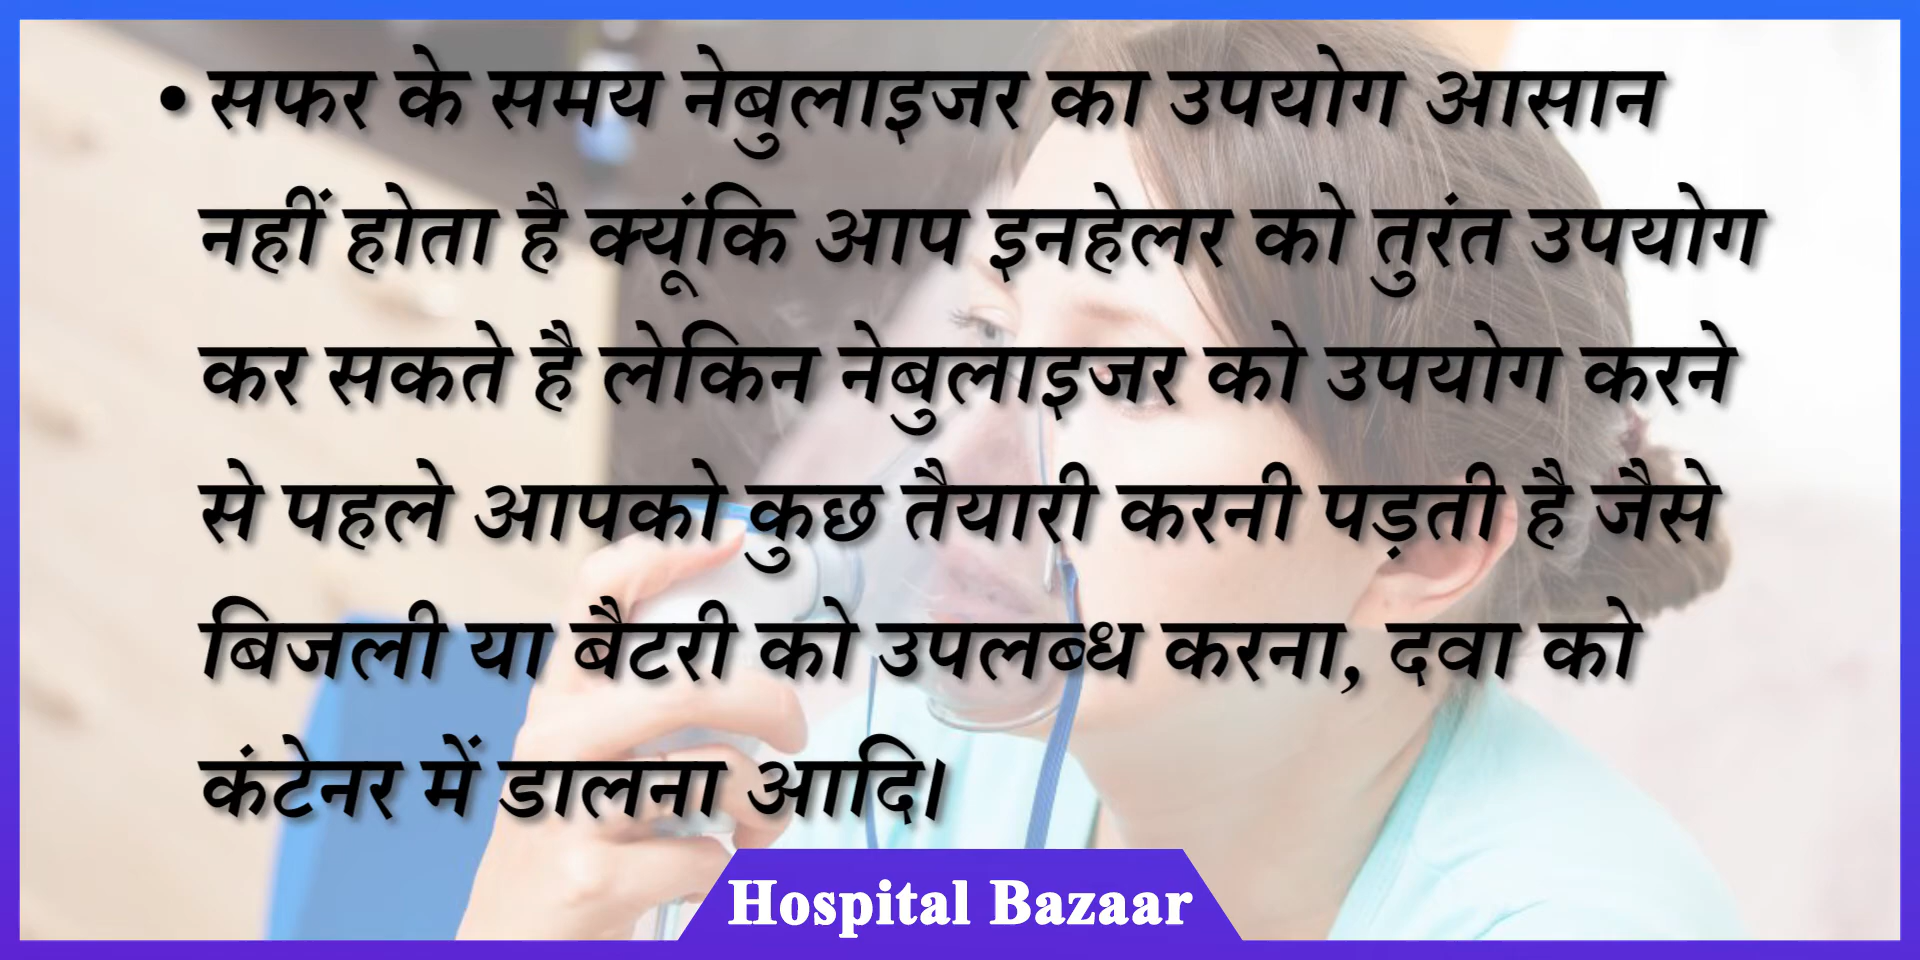 • सफर के समय नेबुलाइजर का उपयोग आसान
नहीं होता है क्यूंकि आप इनहेलर को तुरंत उपयोग
कर सकते है लेकिन नेबुलाइजर को उपयोग करने
से पहले आपको कुछ तैयारी करनी पड़ती है जैसे
बिजली या बैटरी को उपलब्ध करना, दवा को
कंटेनर में डालना आदि।
Hospital Bazaar